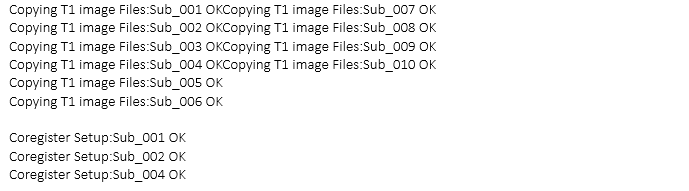 Copying T1 image Files:Sub_001 OKCopying T1 image Files:Sub_007 OK
Copying T1 image Files:Sub_002 OKCopying T1 image Files:Sub_008 OK
Copying T1 image Files:Sub_003 OKCopying T1 image Files:Sub_009 OK
Copying T1 image Files:Sub_004 OKCopying T1 image Files:Sub_010 OK
Copying T1 image Files:Sub_005 OK
Copying T1 image Files:Sub_006 OK
Coregister Setup:Sub_001 OK
Coregister Setup:Sub_002 OK
Coregister Setup:Sub_004 OK